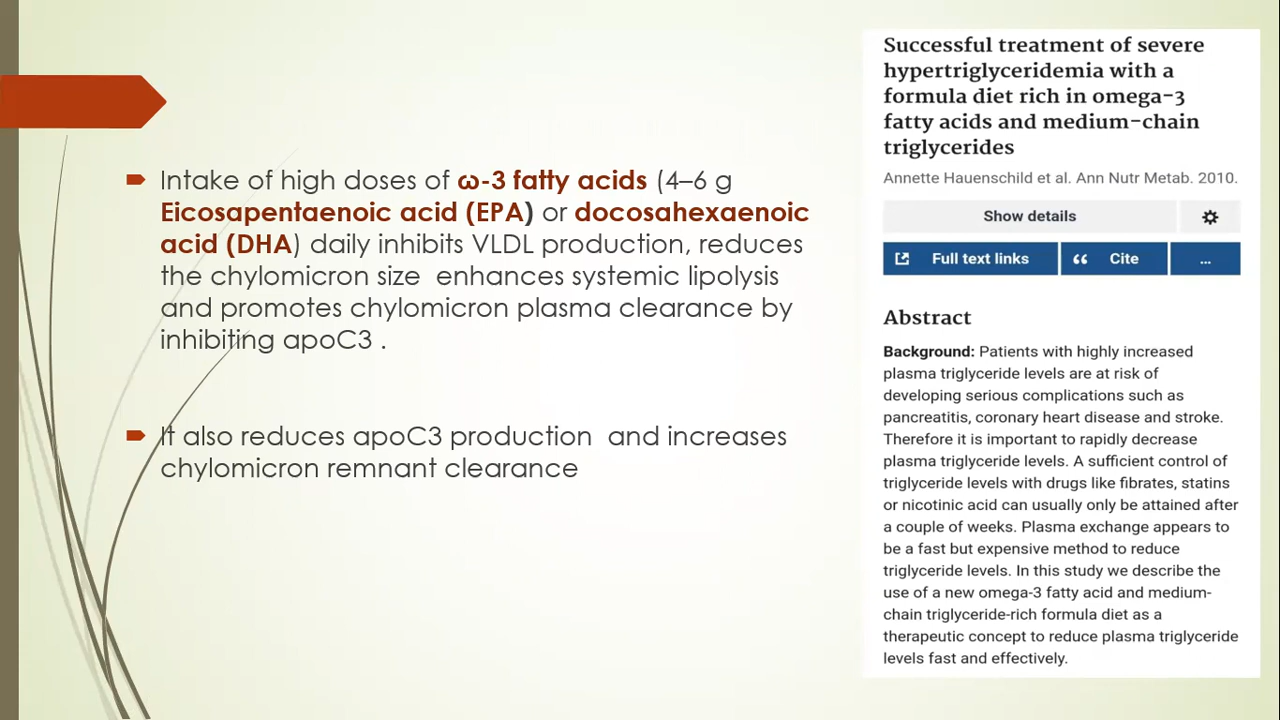 Intake of high doses of ω-3 fatty acids (4–6 g
Eicosapentaenoic acid (EPA) or docosahexaenoic
acid (DHA) daily inhibits VLDL production, reduces
the chylomicron size  enhances systemic lipolysis
and promotes chylomicron plasma clearance by
inhibiting apoC3 .
It also reduces apoC3 production  and increases
chylomicron remnant clearance
Successful treatment of severe
hypertriglyceridemia with a
formula diet rich in omega-3
fatty acids and medium-chain
triglycerides
Annette Hauenschild et al. Ann Nutr Metab. 2010.
Show details
Full text links
Cite
...
Abstract
Background: Patients with highly increased
plasma triglyceride levels are at risk of
developing serious complications such as
pancreatitis, coronary heart disease and stroke.
Therefore it is important to rapidly decrease
plasma triglyceride levels. A sufficient control of
triglyceride levels with drugs like fibrates, statins
or nicotinic acid can usually only be attained after
a couple of weeks. Plasma exchange appears to
be a fast but expensive method to reduce
triglyceride levels. In this study we describe the
use of a new omega-3 fatty acid and medium-
chain triglyceride-rich formula diet as a
therapeutic concept to reduce plasma triglyceride
levels fast and effectively.